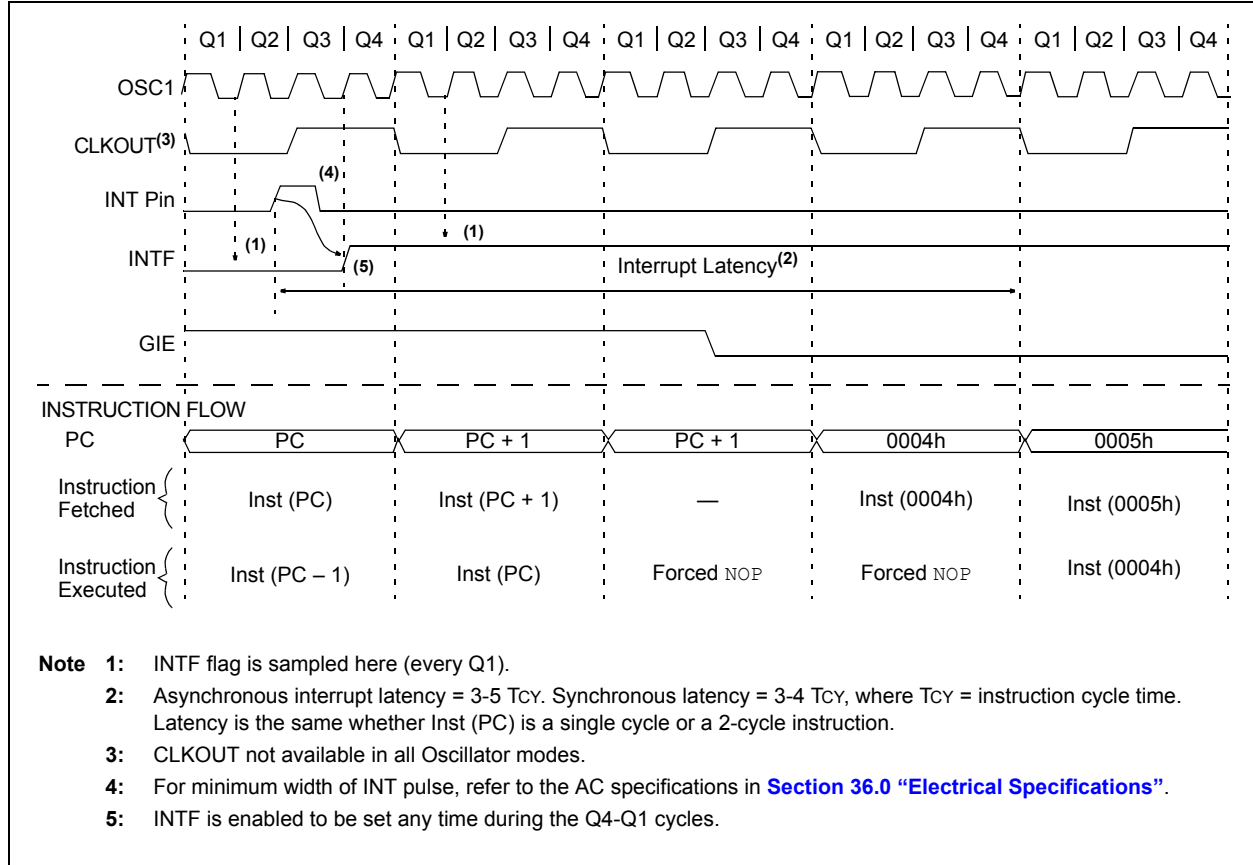 Q1 Q2 Q3 Q4 Q1 Q2 Q3 Q4 Q1 Q2 Q3 Q4 Q1 Q2 Q3 Q4 Q1 Q2 Q3 Q4
OSC1
CLKOUT(3)
(4)
INT Pin
(1) (1)
INTF
(5) Interrupt Latency(2)
GIE
INSTRUCTION FLOW
PC PC PC + 1 PC + 1 0004h 0005h
Instruction Fetched Inst (PC) Inst (PC + 1) — Inst (0004h) Inst (0005h)
Instruction Executed Inst (PC – 1) Inst (PC) Forced NOP Forced NOP Inst (0004h)
Note 1: INTF flag is sampled here (every Q1).
2: Asynchronous interrupt latency = 3-5 TCY. Synchronous latency = 3-4 TCY, where TCY = instruction cycle time.
Latency is the same whether Inst (PC) is a single cycle or a 2-cycle instruction.
3: CLKOUT not available in all Oscillator modes.
4: For minimum width of INT pulse, refer to the AC specifications in Section 36.0 “Electrical Specifications”.
5: INTF is enabled to be set any time during the Q4-Q1 cycles.